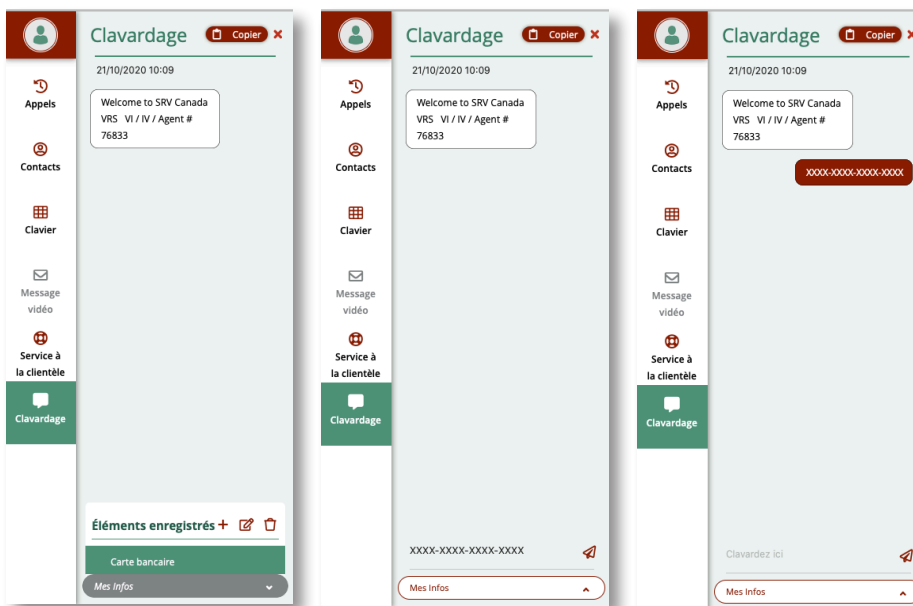 Clavardage
Copier
21/10/2020 10:09
Welcome to SRV Canada
VRS VI / IV / Agent #
76833
Appels
Contacts
Clavier
Message
vidéo
Service à
la clientèle
Clavardage
Éléments enregistrés
Carte bancaire
Mes Infos
Clavardage
Copier
21/10/2020 10:09
Welcome to SRV Canada
VRS VI / IV / Agent #
76833
Appels
Contacts
Clavier
Message
vidéo
Service à
la clientèle
Clavardage
XXXX-XXXX-XXXX-XXXX
Mes Infos
Clavardage
Copier
21/10/2020 10:09
Welcome to SRV Canada
VRS VI / IV / Agent #
76833
XXXX-XXXX-XXXX-XXXX
Appels
Contacts
Clavier
Message
vidéo
Service à
la clientèle
Clavardage
Clavardez ici
Mes Infos